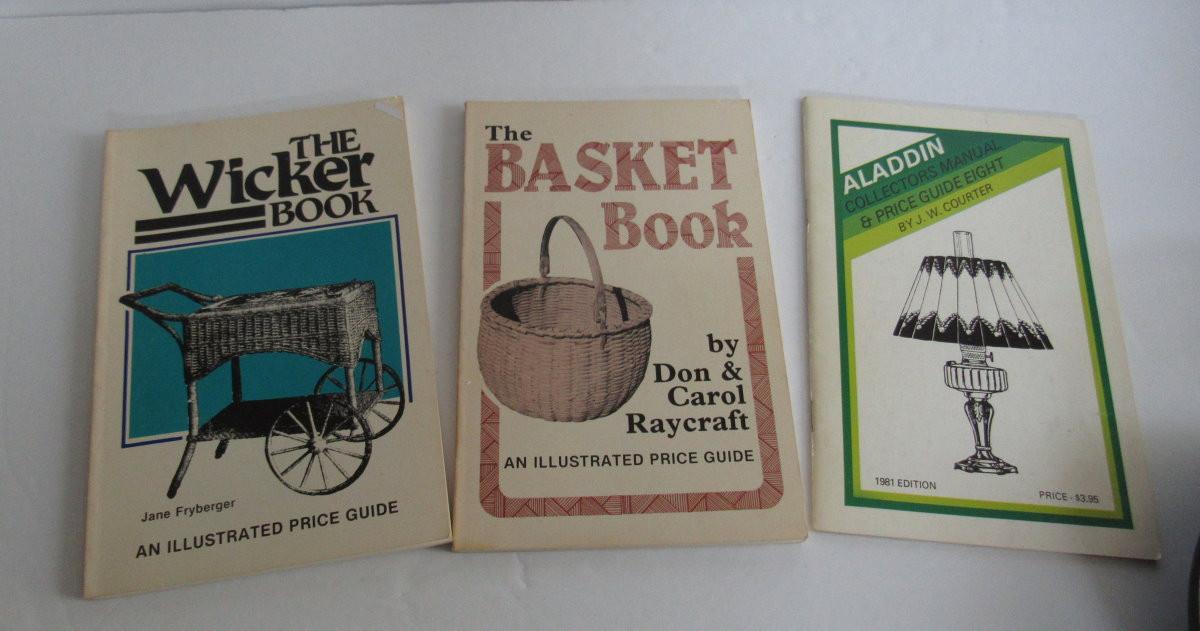 THE
Wicker
BOOK
Jane Fryberger
AN ILLUSTRATED PRICE GUIDE
The
BASKET
Book
by
Don &
Carol
Raycraft
AN ILLUSTRATED PRICE GUIDE
ALADDIN
COLLECTORS MANUAL
& PRICE GUIDE EIGHT
BY J. W. COURTER
1981 EDITION
PRICE - $3.95